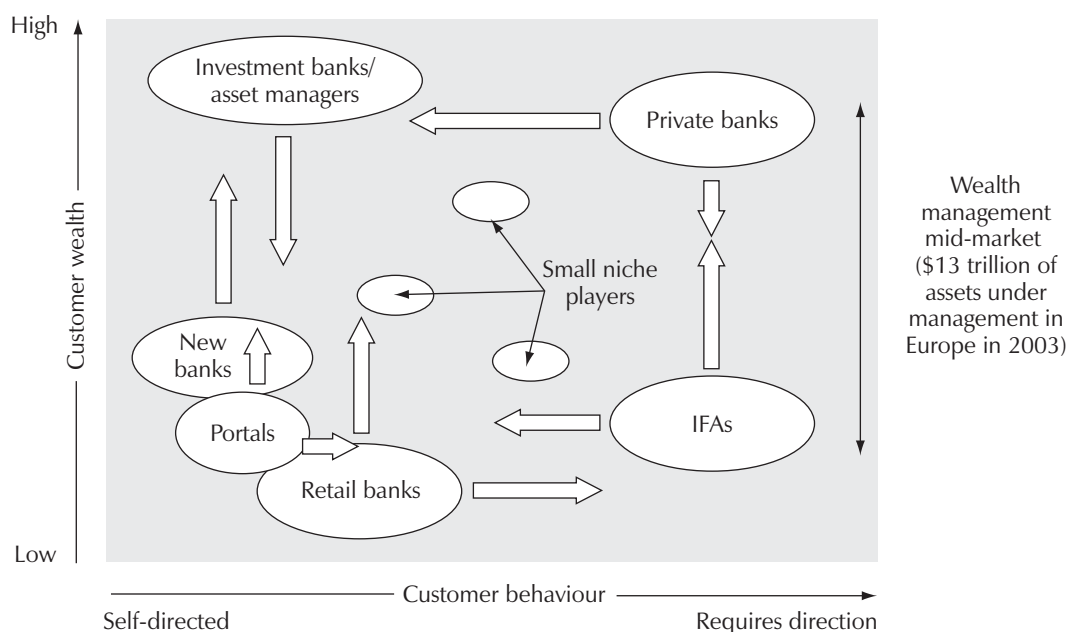 High
Investment banks/
asset managers
Private banks
Wealth
management
mid-market
($13 trillion of
assets under
management in
Europe in 2003)
Customer wealth
Small niche
players
New
banks
Portals
IFAs
Retail banks
Low
Customer behaviour
Self-directed
Requires direction